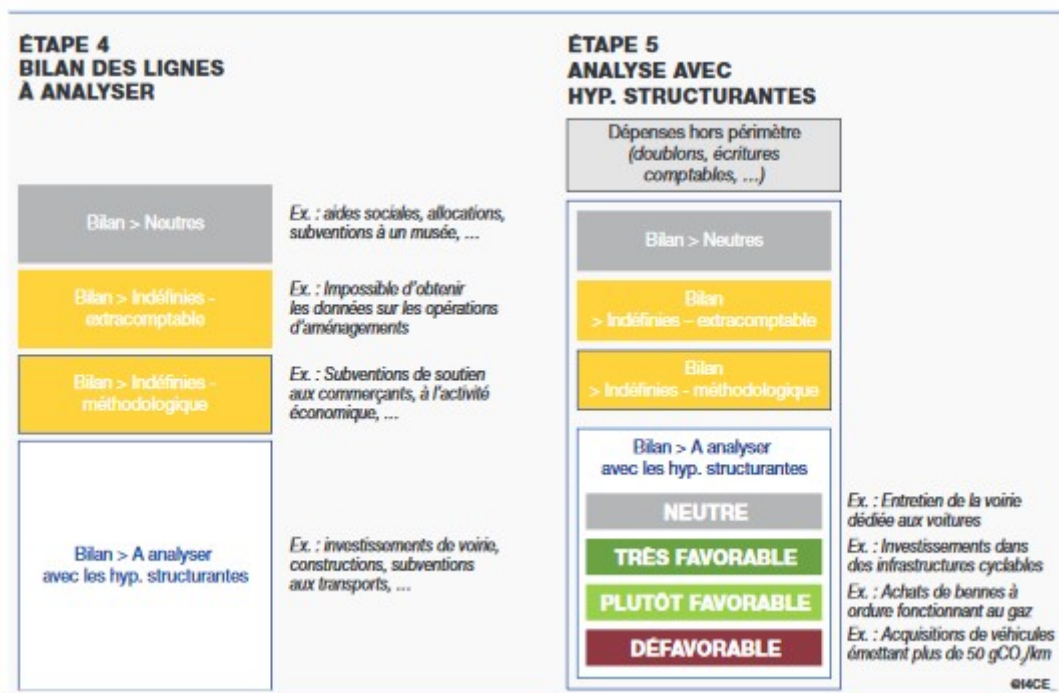 ÉTAPE 4
BILAN DES LIGNES
À ANALYSER
Bilan > Neutres
Ex. : aides sociales, allocations,
subventions à un musée, …
Bilan > Indéfinies -
extracomptable
Ex. : Impossible d'obtenir
les données sur les opérations
d'aménagements
Bilan > Indéfinies -
méthodologique
Ex. : Subventions de soutien
aux commerçants, à l'activité
économique, …
Bilan > A analyser
avec les hyp. structurantes
Ex. : investissements de voirie,
constructions, subventions
aux transports, …
ÉTAPE 5
ANALYSE AVEC
HYP. STRUCTURANTES
Dépenses hors périmètre
(doublons, écritures
comptables, …)
Bilan > Neutres
Bilan
> Indéfinies – extracomptable
Bilan
> Indéfinies - méthodologique
Bilan > A analyser
avec les hyp. structurantes
NEUTRE
Ex. : Entretien de la voirie
dédiée aux voitures
TRÈS FAVORABLE
Ex. : Investissements dans
des infrastructures cyclables
PLUTÔT FAVORABLE
Ex. : Achats de bennes à
ordure fonctionnant au gaz
DÉFAVORABLE
Ex. : Acquisitions de véhicules
émettant plus de 50 gCO₂/km
@I4CE